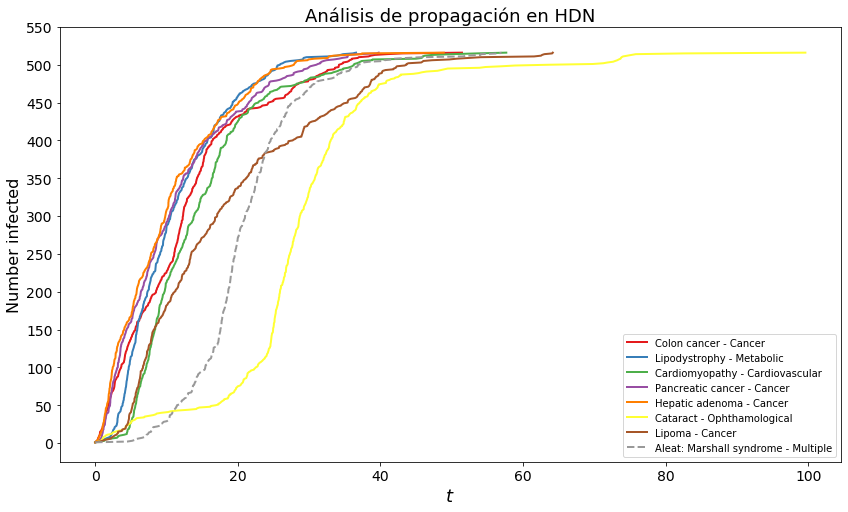 Análisis de propagación en HDN
550
500
450
400
350
300
250
200
150
100
50
0
Number infected
0 20 40 60 80 100
t
Colon cancer - Cancer
Lipodystrophy - Metabolic
Cardiomyopathy - Cardiovascular
Pancreatic cancer - Cancer
Hepatic adenoma - Cancer
Cataract - Ophthamological
Lipoma - Cancer
Aleat: Marshall syndrome - Multiple